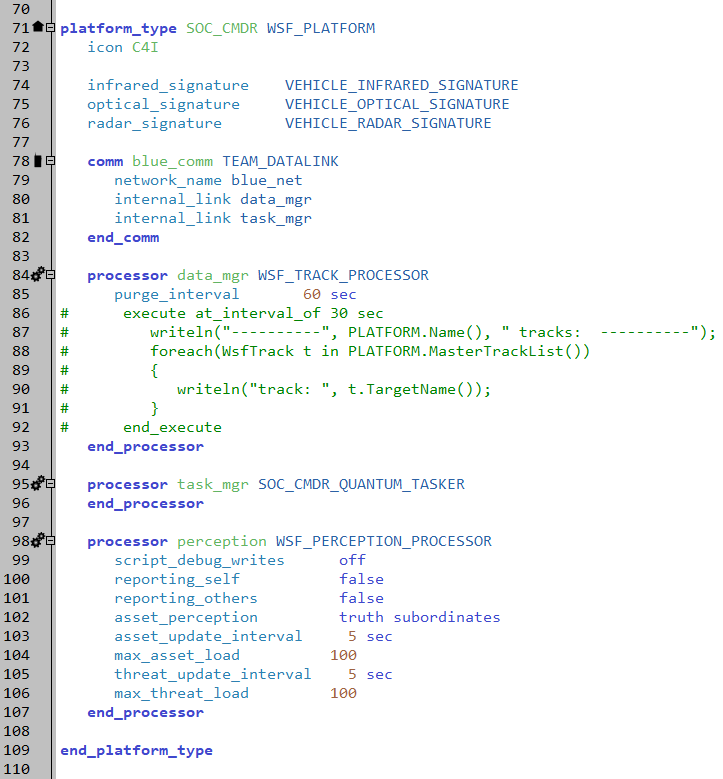 70
71 platform_type SOC_CMDR WSF_PLATFORM
72    icon C4I
73
74    infrared_signature    VEHICLE_INFRARED_SIGNATURE
75    optical_signature     VEHICLE_OPTICAL_SIGNATURE
76    radar_signature       VEHICLE_RADAR_SIGNATURE
77
78    comm blue_comm TEAM_DATALINK
79       network_name blue_net
80       internal_link data_mgr
81       internal_link task_mgr
82    end_comm
83
84    processor data_mgr WSF_TRACK_PROCESSOR
85       purge_interval       60 sec
86 #      execute at_interval_of 30 sec
87 #         writeln("----------", PLATFORM.Name(), " tracks:  ----------");
88 #         foreach(WsfTrack t in PLATFORM.MasterTrackList())
89 #         {
90 #            writeln("track: ", t.TargetName());
91 #         }
92 #      end_execute
93    end_processor
94
95    processor task_mgr SOC_CMDR_QUANTUM_TASKER
96    end_processor
97
98    processor perception WSF_PERCEPTION_PROCESSOR
99       script_debug_writes      off
100       reporting_self           false
101       reporting_others         false
102       asset_perception         truth subordinates
103       asset_update_interval     5 sec
104       max_asset_load          100
105       threat_update_interval    5 sec
106       max_threat_load         100
107    end_processor
108
109 end_platform_type
110